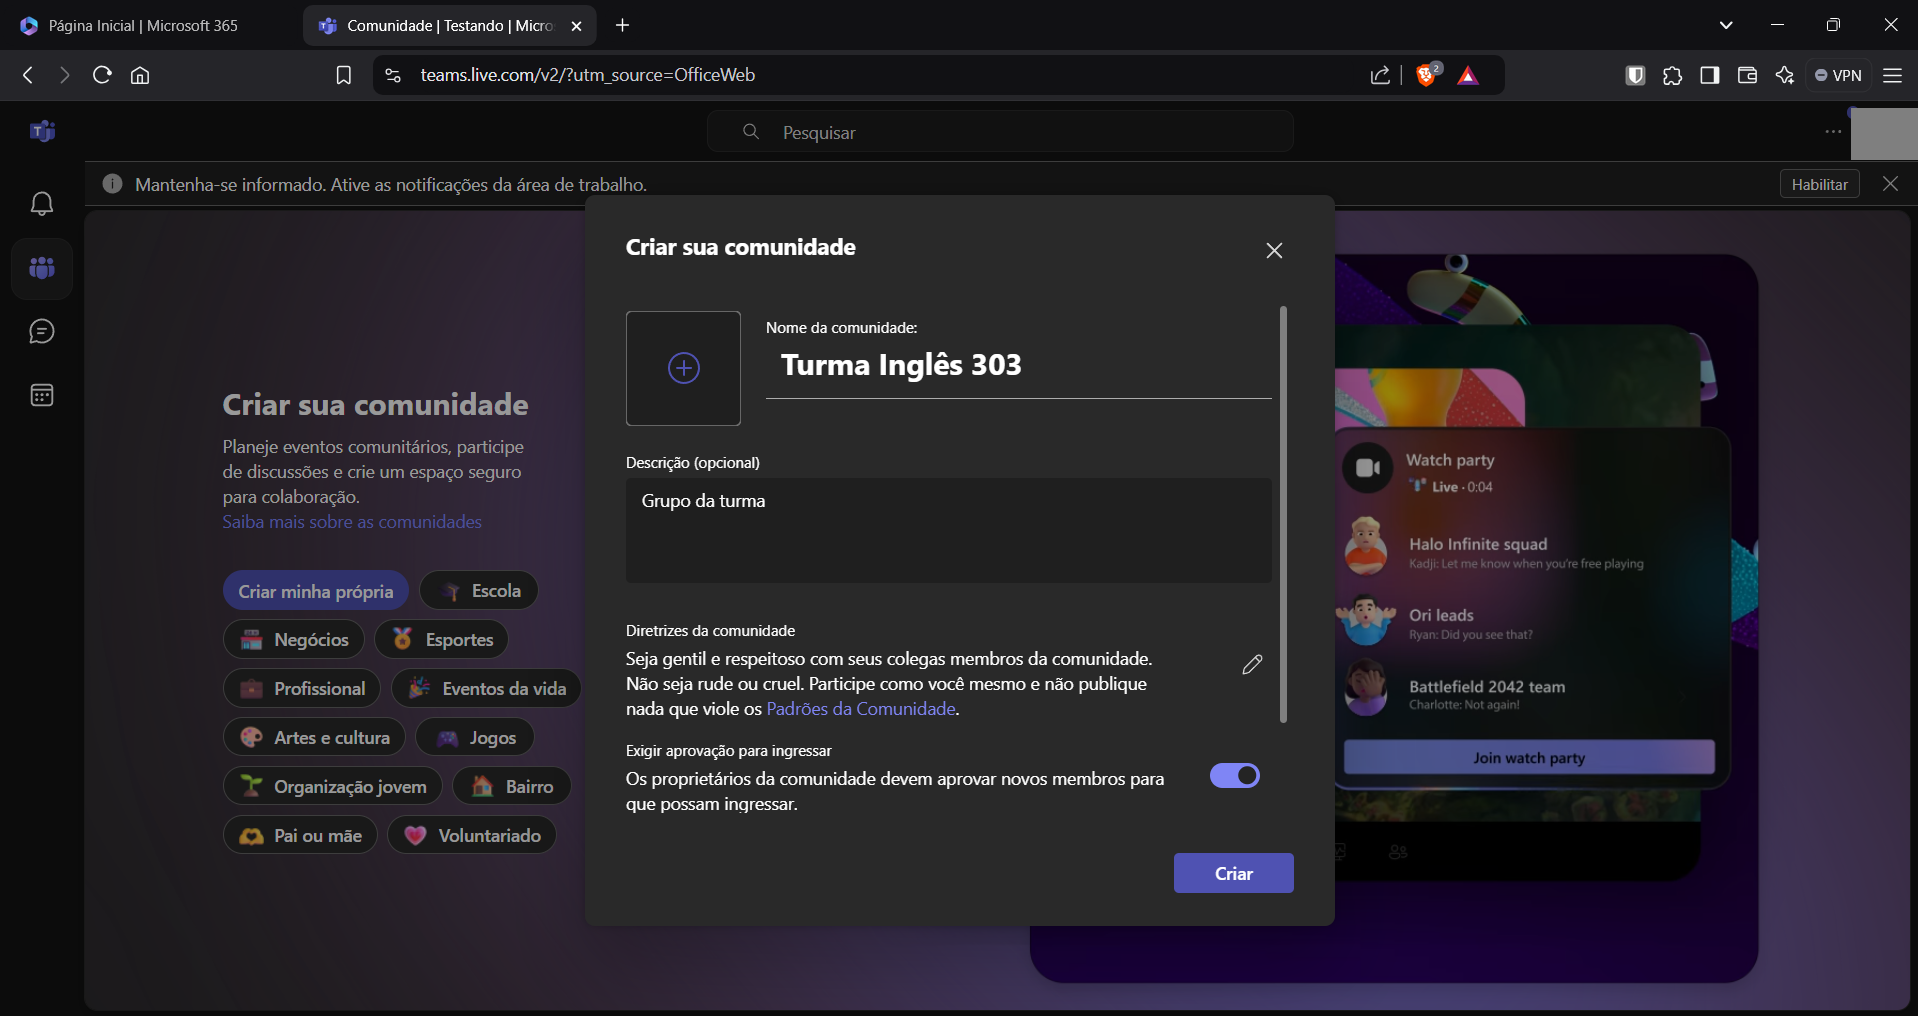 Página Inicial | Microsoft 365
Comunidade | Testando | Micro
teams.live.com/v2/?utm_source=OfficeWeb
2
VPN
Pesquisar
Mantenha-se informado. Ative as notificações da área de trabalho.
Habilitar
Criar sua comunidade
Planeje eventos comunitários, participe
de discussões e crie um espaço seguro
para colaboração.
Saiba mais sobre as comunidades
Criar minha própria
Escola
Negócios
Esportes
Profissional
Eventos da vida
Artes e cultura
Jogos
Organização jovem
Bairro
Pai ou mãe
Voluntariado
Criar sua comunidade
Nome da comunidade:
Turma Inglês 303
Descrição (opcional)
Grupo da turma
Diretrizes da comunidade
Seja gentil e respeitoso com seus colegas membros da comunidade.
Não seja rude ou cruel. Participe como você mesmo e não publique
nada que viole os Padrões da Comunidade.
Exigir aprovação para ingressar
Os proprietários da comunidade devem aprovar novos membros para
que possam ingressar.
Criar
Watch party
Live · 0:04
Halo Infinite squad
Kadji: Let me know when you're free playing
Ori leads
Ryan: Did you see that?
Battlefield 2042 team
Charlotte: Not again!
Join watch party